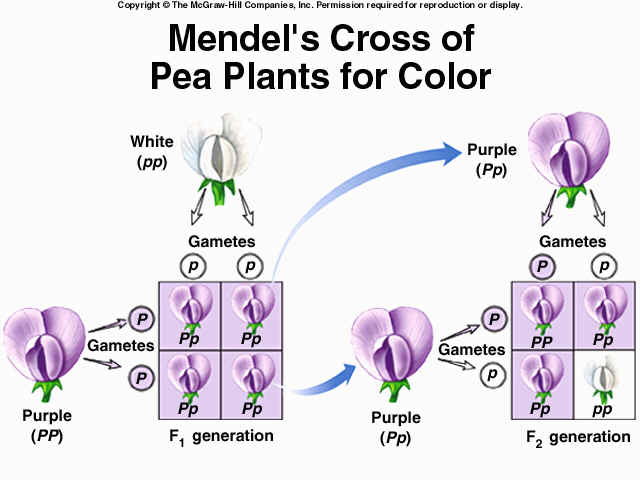 Copyright © The McGraw-Hill Companies, Inc. Permission required for reproduction or display.
Mendel's Cross of
Pea Plants for Color
White
(pp)
Gametes
p p
Purple
(PP)
Gametes
P
P
Pp Pp
Pp Pp
F1 generation
Purple
(Pp)
Gametes
P p
Purple
(Pp)
Gametes
P
p
PP Pp
Pp pp
F2 generation